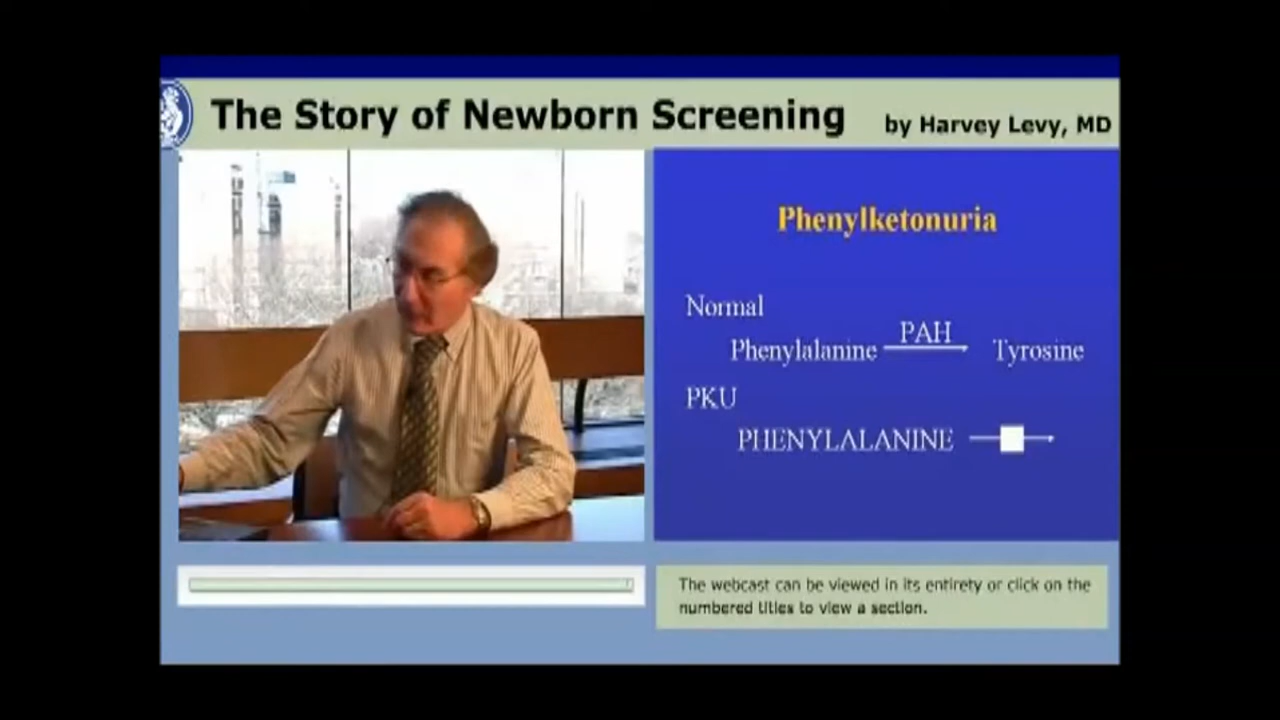 The Story of Newborn Screening by Harvey Levy, MD
Phenylketonuria
Normal
PAH
Phenylalanine Tyrosine
PKU
PHENYLALANINE
The webcast can be viewed in its entirety or click on the
numbered titles to view a section.